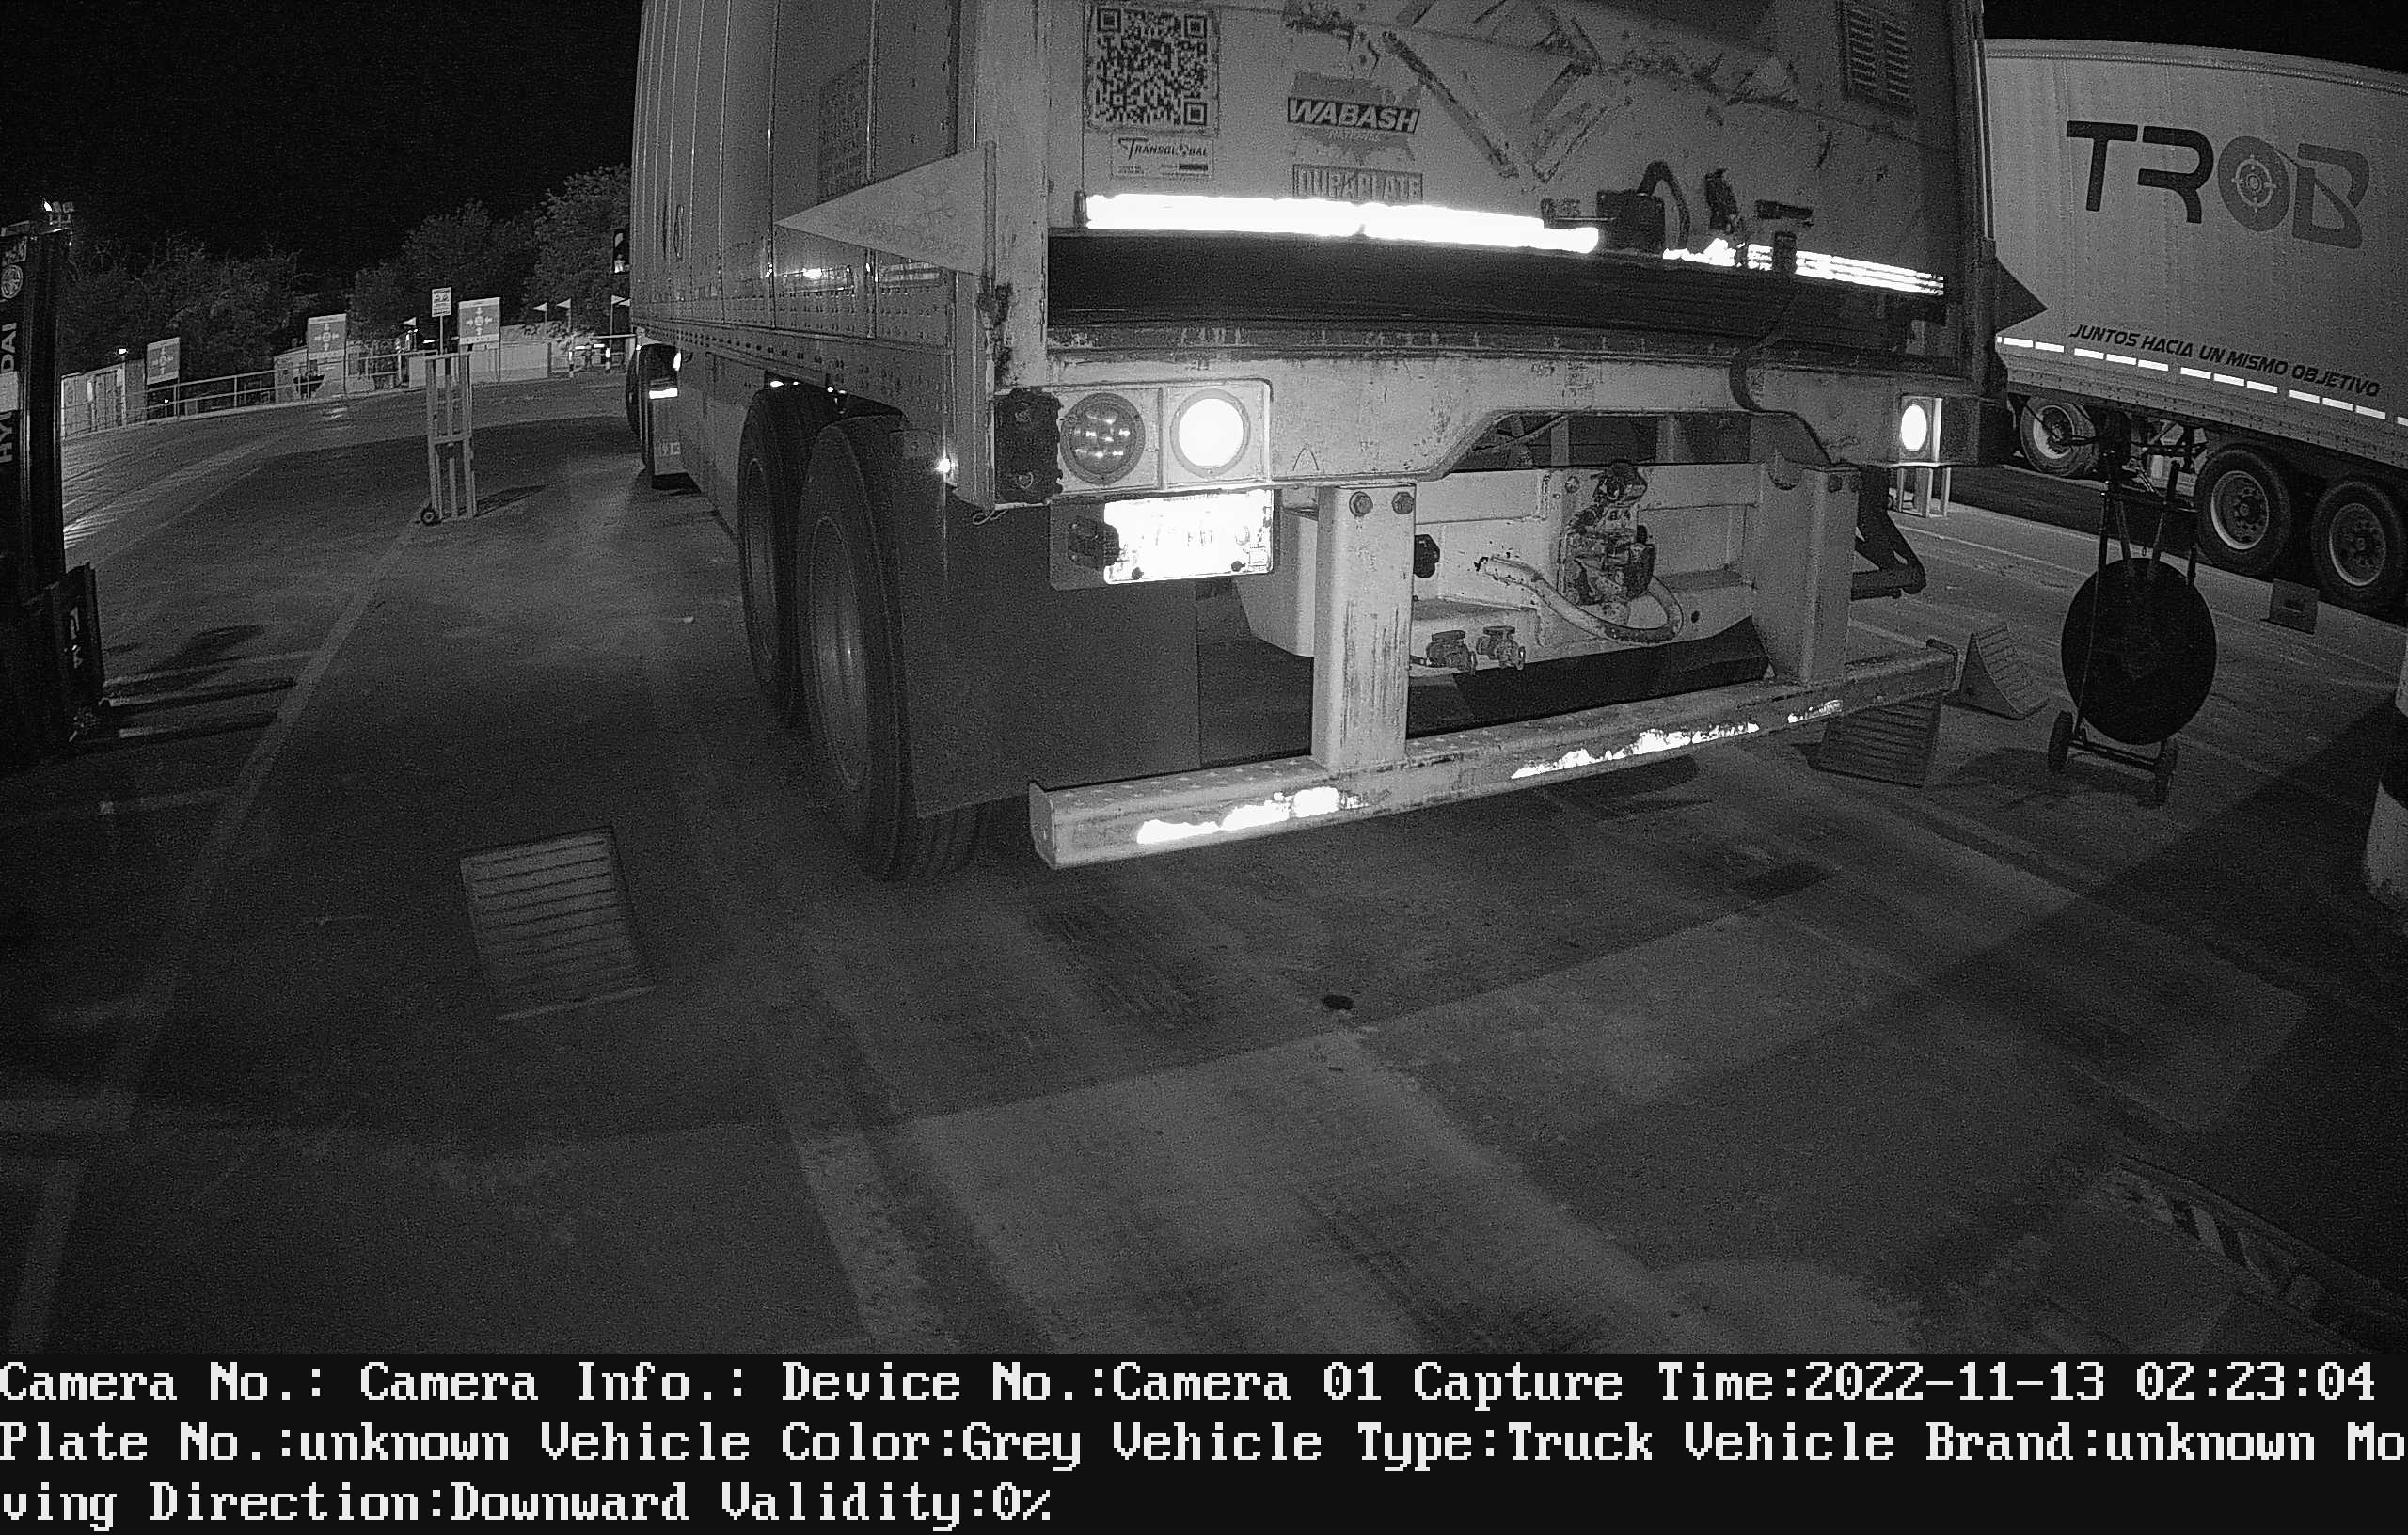 WABASH
TRANSGLOBAL
DURAPLATE
TROB
JUNTOS HACIA UN MISMO OBJETIVO
Camera No.: Camera Info.: Device No.:Camera 01 Capture Time:2022-11-13 02:23:04
Plate No.:unknown Vehicle Color:Grey Vehicle Type:Truck Vehicle Brand:unknown Mo
ving Direction:Downward Validity:0%